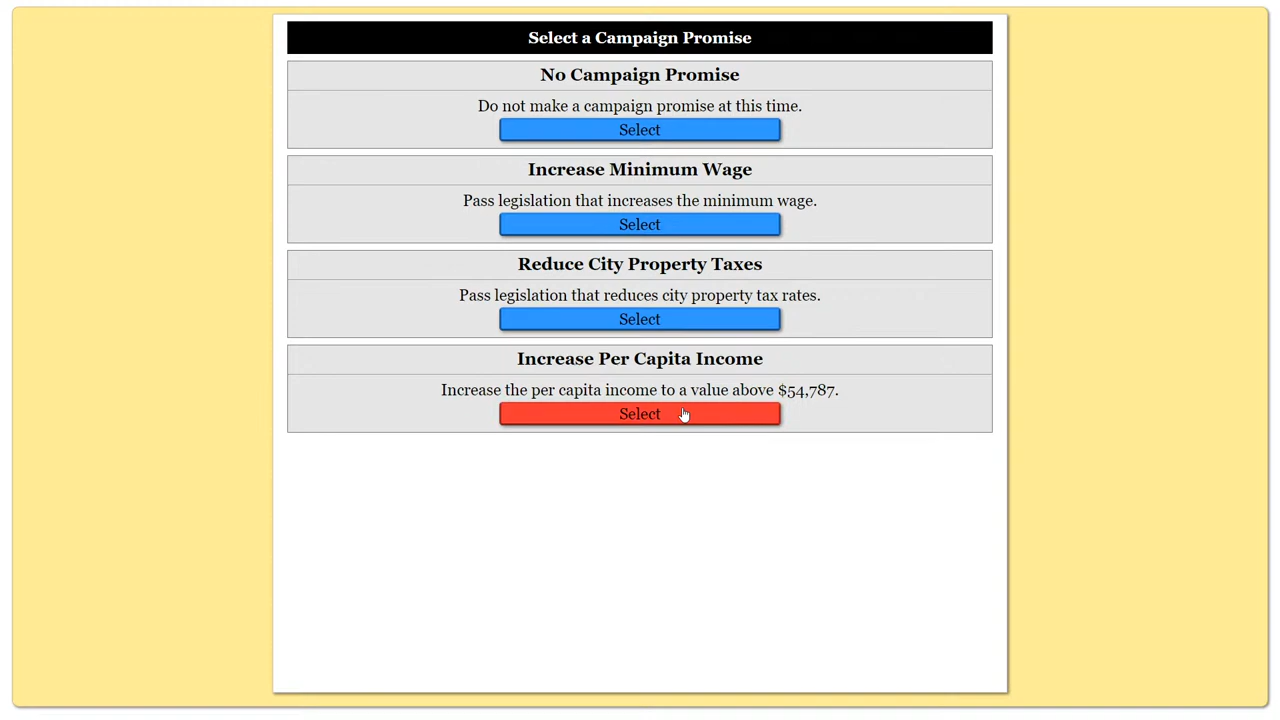 Select a Campaign Promise
No Campaign Promise
Do not make a campaign promise at this time.
Select
Increase Minimum Wage
Pass legislation that increases the minimum wage.
Select
Reduce City Property Taxes
Pass legislation that reduces city property tax rates.
Select
Increase Per Capita Income
Increase the per capita income to a value above $54,787.
Select